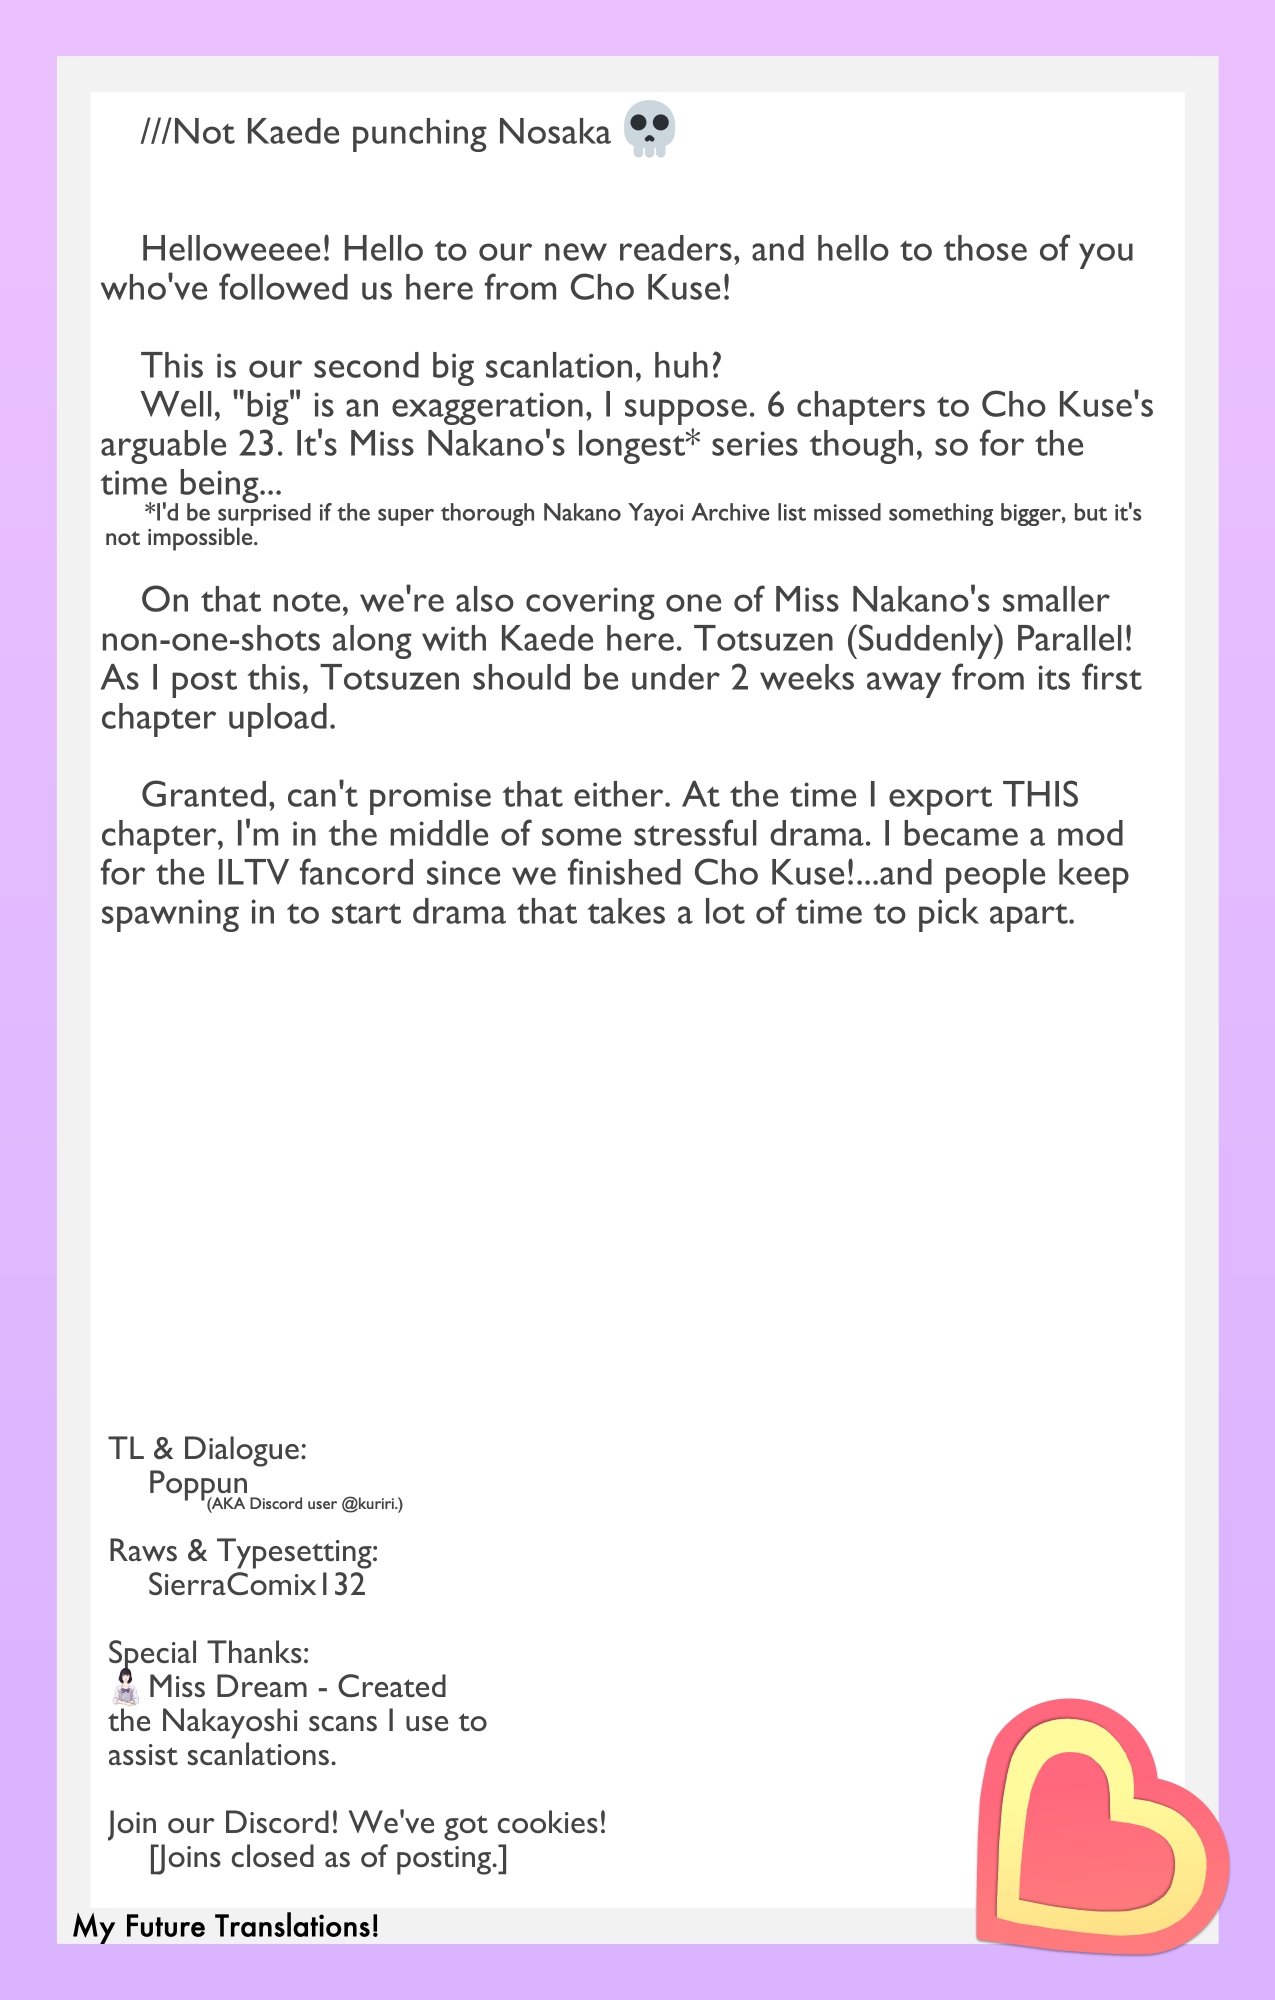 ///Not Kaede punching Nosaka 💀
Helloweeee! Hello to our new readers, and hello to those of you
who've followed us here from Cho Kuse!
This is our second big scanlation, huh?
Well, "big" is an exaggeration, I suppose. 6 chapters to Cho Kuse's
arguable 23. It's Miss Nakano's longest* series though, so for the
time being...
*I'd be surprised if the super thorough Nakano Yayoi Archive list missed something bigger, but it's
not impossible.
On that note, we're also covering one of Miss Nakano's smaller
non-one-shots along with Kaede here. Totsuzen (Suddenly) Parallel!
As I post this, Totsuzen should be under 2 weeks away from its first
chapter upload.
Granted, can't promise that either. At the time I export THIS
chapter, I'm in the middle of some stressful drama. I became a mod
for the ILTV fancord since we finished Cho Kuse!...and people keep
spawning in to start drama that takes a lot of time to pick apart.
TL & Dialogue:
Poppun
(AKA Discord user @kuriri.)
Raws & Typesetting:
SierraComix132
Special Thanks:
Miss Dream - Created
the Nakayoshi scans I use to
assist scanlations.
Join our Discord! We've got cookies!
[Joins closed as of posting.]
My Future Translations!